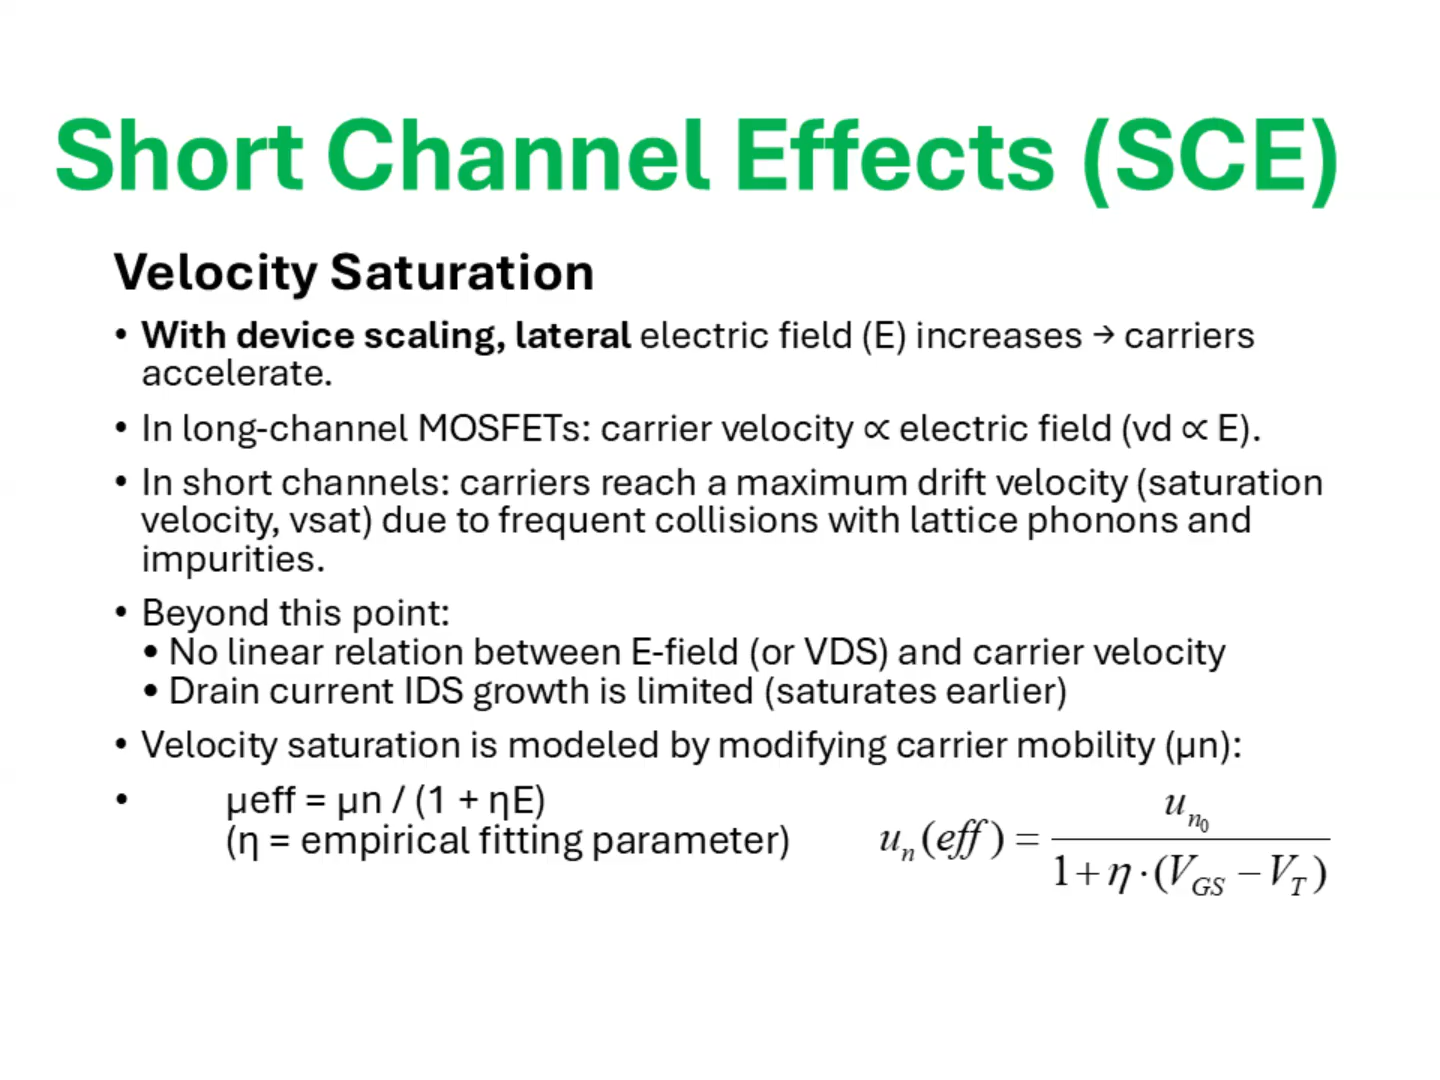 Short Channel Effects (SCE)
Velocity Saturation
• With device scaling, lateral electric field (E) increases → carriers
accelerate.
• In long-channel MOSFETs: carrier velocity ∝ electric field (vd ∝ E).
• In short channels: carriers reach a maximum drift velocity (saturation
velocity, vsat) due to frequent collisions with lattice phonons and
impurities.
• Beyond this point:
• No linear relation between E-field (or VDS) and carrier velocity
• Drain current IDS growth is limited (saturates earlier)
• Velocity saturation is modeled by modifying carrier mobility (μn):
• μeff = μn / (1 + ηE)
(η = empirical fitting parameter)
u_n(eff) = u_{n_0} / (1 + η · (V_{GS} − V_T))